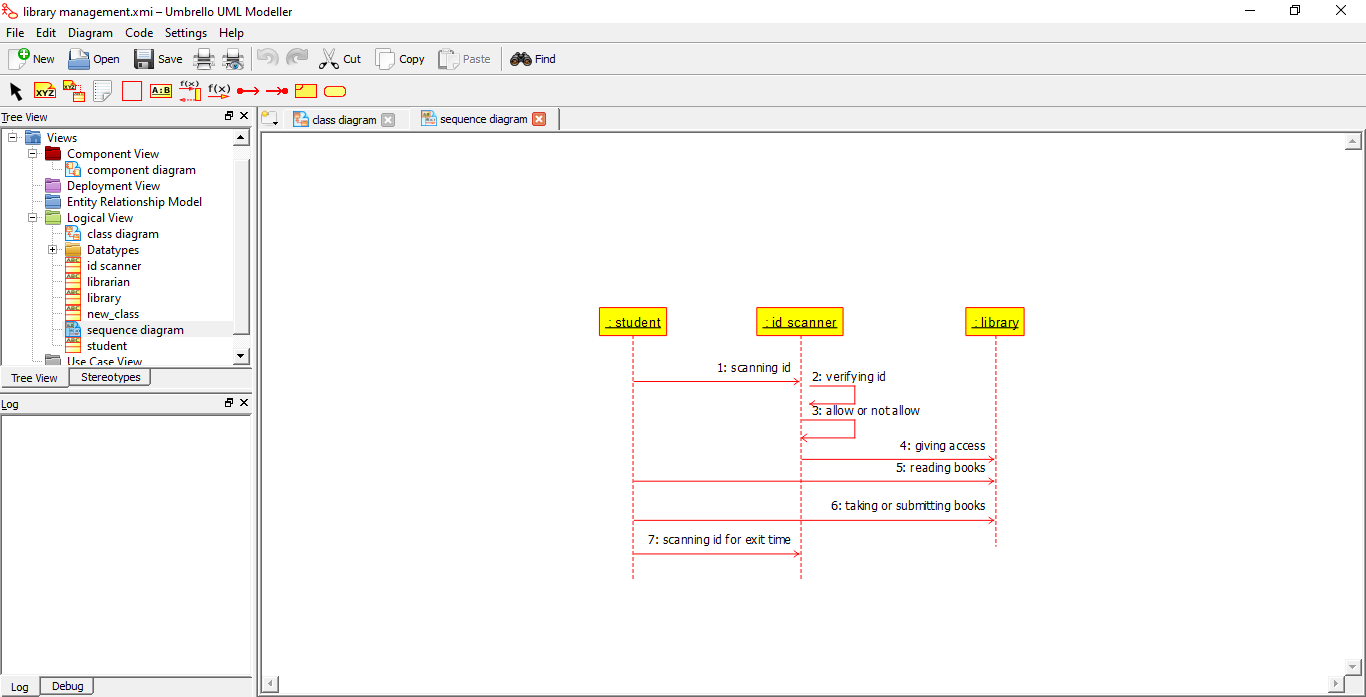 library management.xmi – Umbrello UML Modeller
File Edit Diagram Code Settings Help
New Open Save Cut Copy Paste Find
XYZ XYZ A:B f(x) f(x)
Tree View
class diagram sequence diagram
Views
Component View
component diagram
Deployment View
Entity Relationship Model
Logical View
class diagram
Datatypes
id scanner
librarian
library
new_class
sequence diagram
student
Use Case View
Tree View Stereotypes
Log
Log Debug
: student : id scanner : library
1: scanning id
2: verifying id
3: allow or not allow
4: giving access
5: reading books
6: taking or submitting books
7: scanning id for exit time